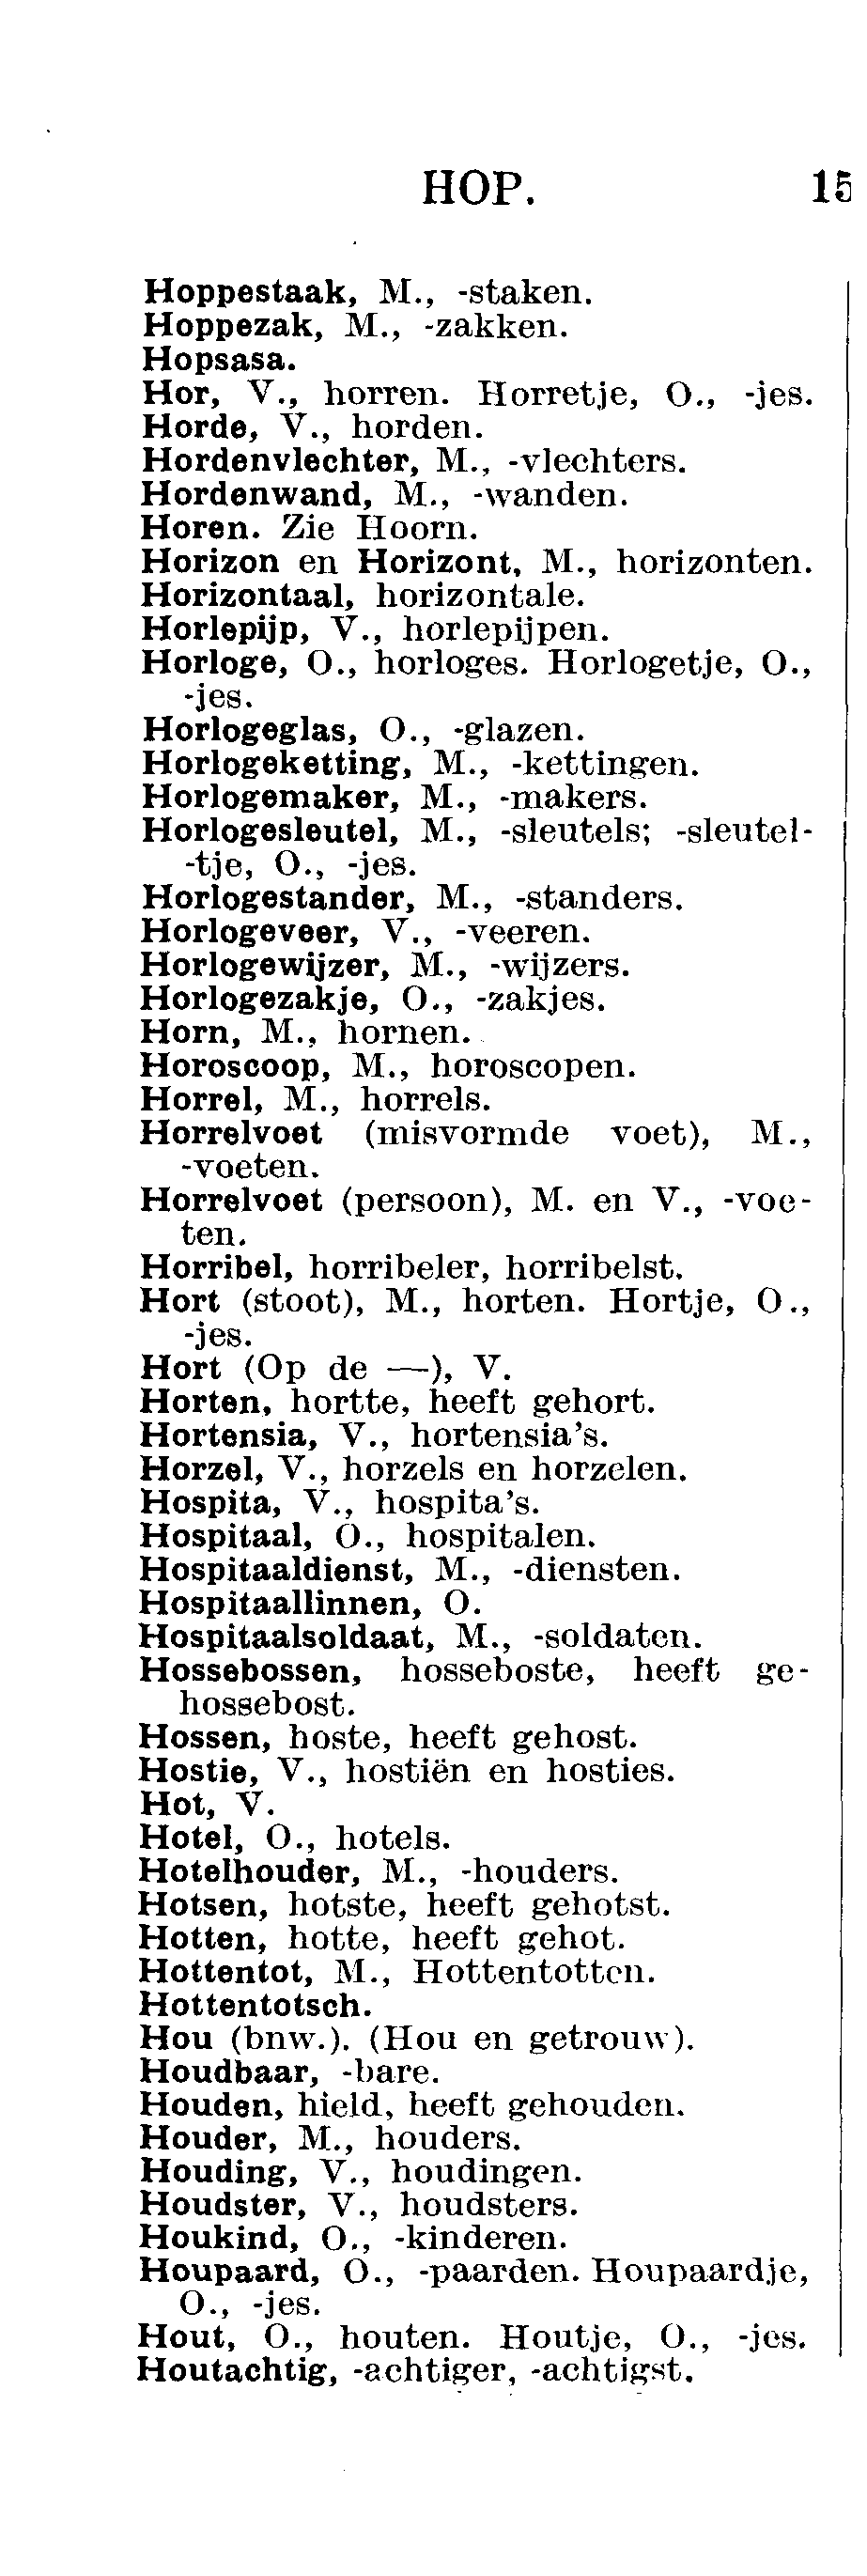 HOP.
15
Hoppestaak, M., -staken.
Hoppezak, M., -zakken.
Hopsasa.
Hor, V., horren. Horretje, O., -jes.
Horde, V., horden.
Hordenvlechter, M., -vlechters.
Hordenwand, M., -wanden.
Horen. Zie Hoorn.
Horizon en Horizont, M., horizonten.
Horizontaal, horizontale.
Horlepijp, V., horlepijpen.
Horloge, O., horloges. Horlogetje, O.,
-jes.
Horlogeglas, O., -glazen.
Horlogeketting, M., -kettingen.
Horlogemaker, M., -makers.
Horlogesleutel, M., -sleutels; -sleutel-
-tje, O., -jes.
Horlogestander, M., -standers.
Horlogeveer, V., -veeren.
Horlogewijzer, M., -wijzers.
Horlogezakje, O., -zakjes.
Horn, M., hornen.
Horoscoop, M., horoscopen.
Horrel, M., horrels.
Horrelvoet (misvormde voet), M.,
-voeten.
Horrelvoet (persoon), M. en V., -voe-
ten.
Horribel, horribeler, horribelst.
Hort (stoot), M., horten. Hortje, O.,
-jes.
Hort (Op de —), V.
Horten, hortte, heeft gehort.
Hortensia, V., hortensia's.
Horzel, V., horzels en horzelen.
Hospita, V., hospita's.
Hospitaal, O., hospitalen.
Hospitaaldienst, M., -diensten.
Hospitaallinnen, O.
Hospitaalsoldaat, M., -soldaten.
Hossebossen, hosseboste, heeft ge-
hossebost.
Hossen, hoste, heeft gehost.
Hostie, V., hostiën en hosties.
Hot, V.
Hotel, O., hotels.
Hotelhouder, M., -houders.
Hotsen, hotste, heeft gehotst.
Hotten, hotte, heeft gehot.
Hottentot, M., Hottentotten.
Hottentotsch.
Hou (bnw.). (Hou en getrouw).
Houdbaar, -bare.
Houden, hield, heeft gehouden.
Houder, M., houders.
Houding, V., houdingen.
Houdster, V., houdsters.
Houkind, O., -kinderen.
Houpaard, O., -paarden. Houpaardje,
O., -jes.
Hout, O., houten. Houtje, O., -jes.
Houtachtig, -achtiger, -achtigst.